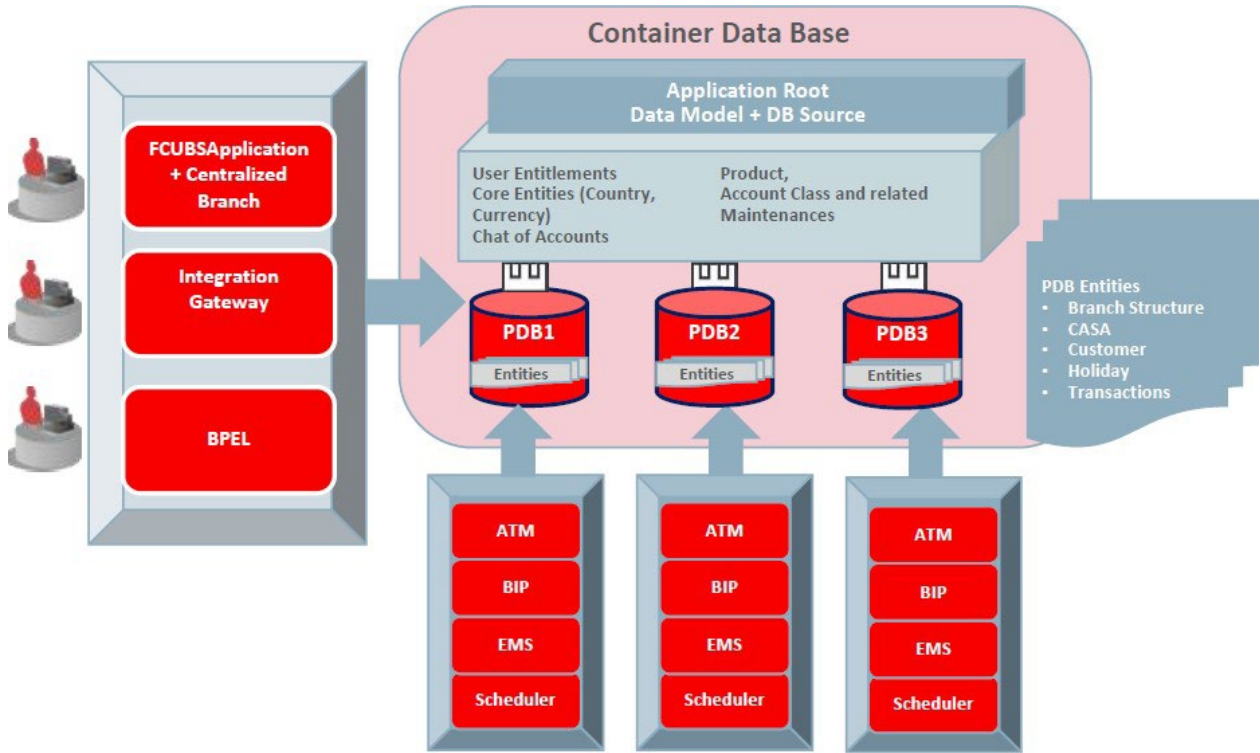 Container Data Base
Application Root
Data Model + DB Source
FCUBSApplication
+ Centralized
Branch
User Entitlements
Core Entities (Country,
Currency)
Chat of Accounts
Product,
Account Class and related
Maintenances
Integration
Gateway
BPEL
PDB1
Entities
PDB2
Entities
PDB3
Entities
PDB Entities
• Branch Structure
• CASA
• Customer
• Holiday
• Transactions
ATM
BIP
EMS
Scheduler
ATM
BIP
EMS
Scheduler
ATM
BIP
EMS
Scheduler